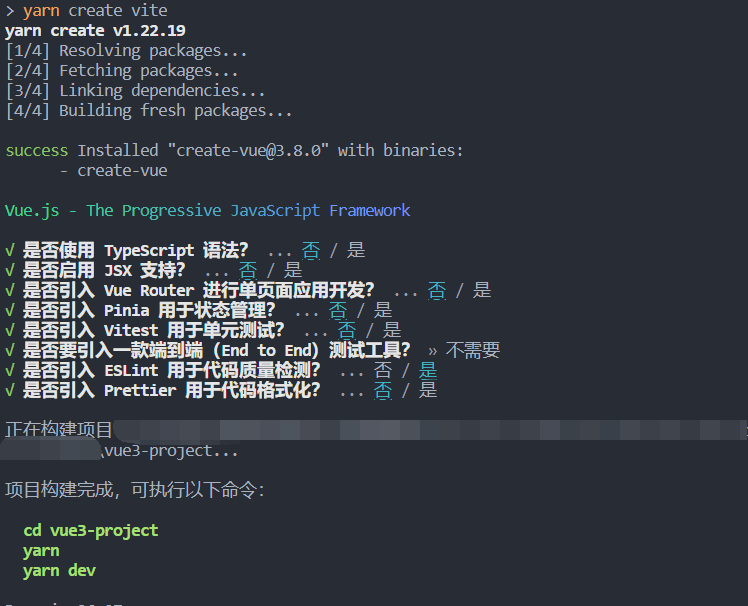 > yarn create vite
yarn create v1.22.19
[1/4] Resolving packages...
[2/4] Fetching packages...
[3/4] Linking dependencies...
[4/4] Building fresh packages...
success Installed "create-vue@3.8.0" with binaries:
- create-vue
Vue.js - The Progressive JavaScript Framework
√ 是否使用 TypeScript 语法? ... 否 / 是
√ 是否启用 JSX 支持? ... 否 / 是
√ 是否引入 Vue Router 进行单页面应用开发? ... 否 / 是
√ 是否引入 Pinia 用于状态管理? ... 否 / 是
√ 是否引入 Vitest 用于单元测试? ... 否 / 是
√ 是否要引入一款端到端（End to End）测试工具? » 不需要
√ 是否引入 ESLint 用于代码质量检测? ... 否 / 是
√ 是否引入 Prettier 用于代码格式化? ... 否 / 是
正在构建项目
\vue3-project...
项目构建完成，可执行以下命令：
cd vue3-project
yarn
yarn dev